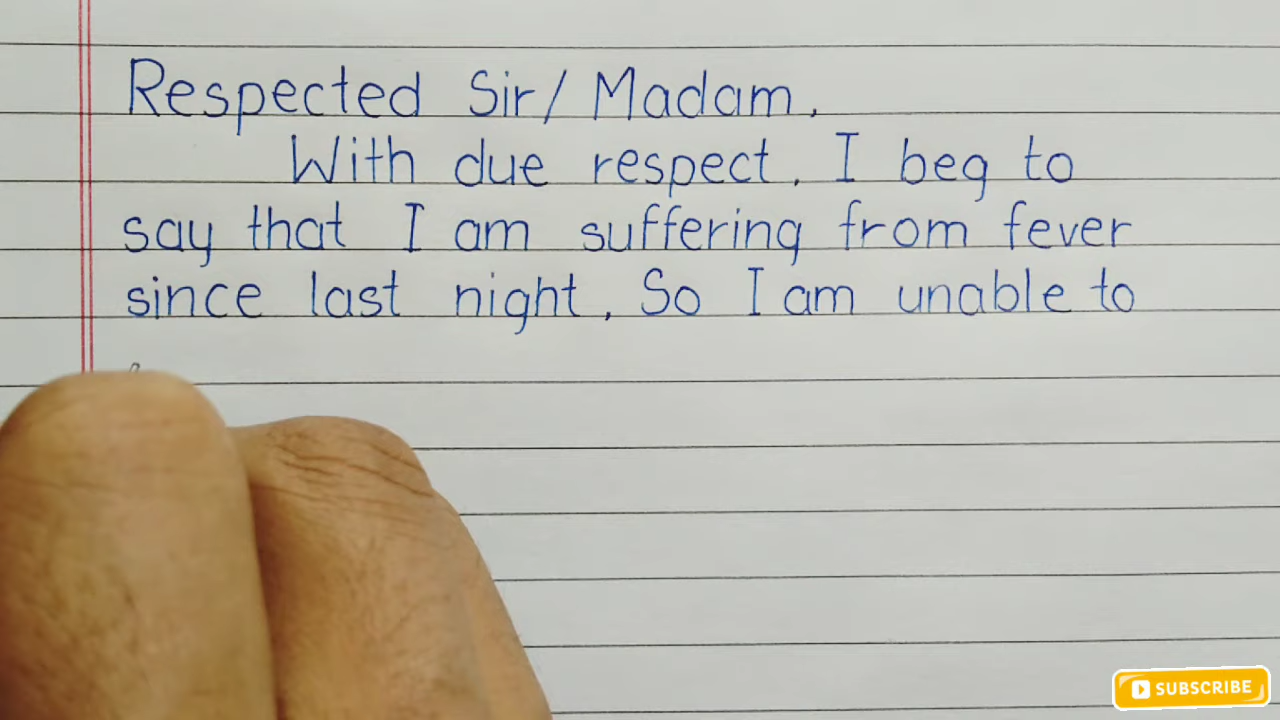 Respected Sir/ Madam,
With due respect, I beg to
say that I am suffering from fever
since last night, So I am unable to
SUBSCRIBE